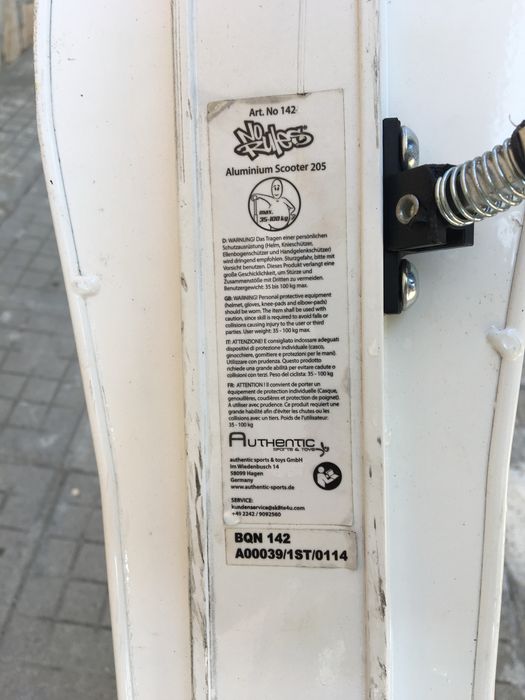 Art. No 142
NO RULES
Aluminium Scooter 205
max.
35-100 kg
D: WARNUNG! Das Tragen einer persönlichen
Schutzausrüstung (Helm, Knieschützer,
Ellenbogenschützer und Handgelenkschützer)
wird dringend empfohlen. Sturzgefahr, bitte mit
Vorsicht benutzen. Dieses Produkt verlangt eine
große Geschicklichkeit, um Stürze und
Zusammenstöße mit Dritten zu vermeiden.
Benutzergewicht: 35 bis 100 kg max.
GB: WARNING! Personal protective equipment
(helmet, gloves, knee-pads and elbow-pads)
should be worn. The item shall be used with
caution, since skill is required to avoid falls or
collisions causing injury to the user or third
parties. User weight: 35 - 100 kg max.
IT: ATTENZIONE! E consigliato indossare adeguati
dispositivi di protezione individuale (casco,
ginocchiere, gomitiere e protezioni per le mani).
Utilizzare con prudenza. Questo prodotto
richiede una grande abilità per evitare cadute o
collisioni con terzi. Peso del ciclista: 35 - 100 kg
FR: ATTENTION ! Il convient de porter un
équipement de protection individuelle (Casque,
genouillères, coudières et protection de poignet).
A utiliser avec prudence. Ce produit requiert une
grande habilité afin d'éviter les chutes ou les
collisions avec un tiers. Poids de l'utilisateur:
35 - 100 kg
AUTHENTIC
SPORTS & TOYS
authentic sports & toys GmbH
Im Wiedenbusch 14
58099 Hagen
Germany
www.authentic-sports.de
SERVICE:
kundenservice@sk8te4u.com
+49 2242 / 9092560
BQN 142
A00039/1ST/0114